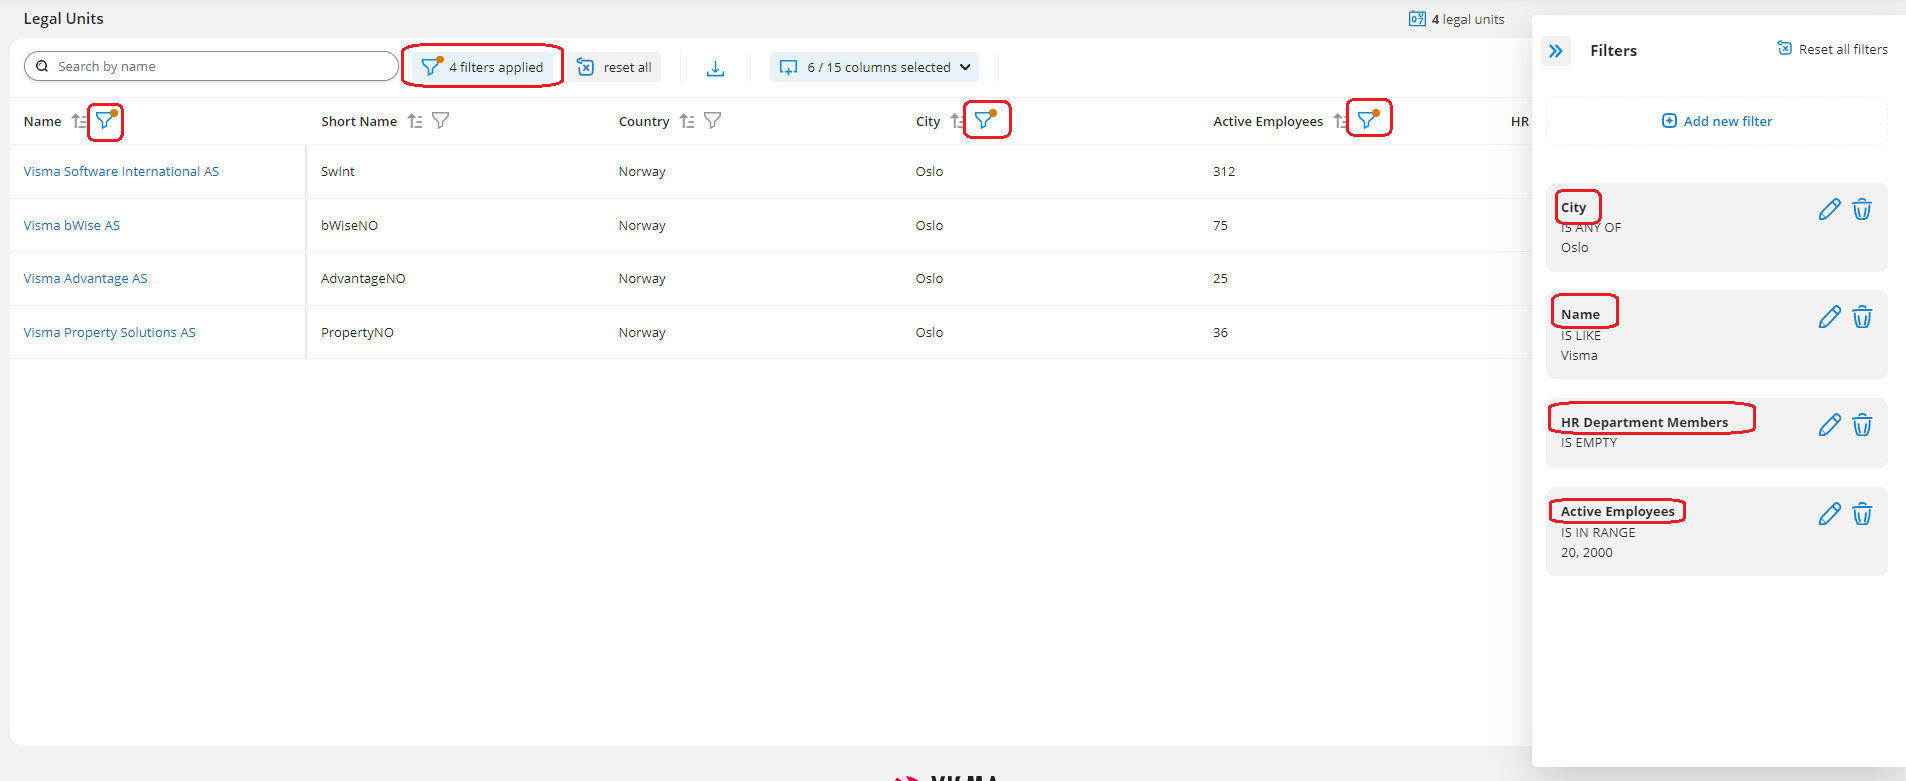 Legal Units
4 legal units
Search by name
4 filters applied
reset all
6 / 15 columns selected
Name
Short Name
Country
City
Active Employees
HR
Visma Software International AS
SwInt
Norway
Oslo
312
Visma bWise AS
bWiseNO
Norway
Oslo
75
Visma Advantage AS
AdvantageNO
Norway
Oslo
25
Visma Property Solutions AS
PropertyNO
Norway
Oslo
36
Filters
Reset all filters
Add new filter
City
IS ANY OF
Oslo
Name
IS LIKE
Visma
HR Department Members
IS EMPTY
Active Employees
IS IN RANGE
20, 2000
VISMA